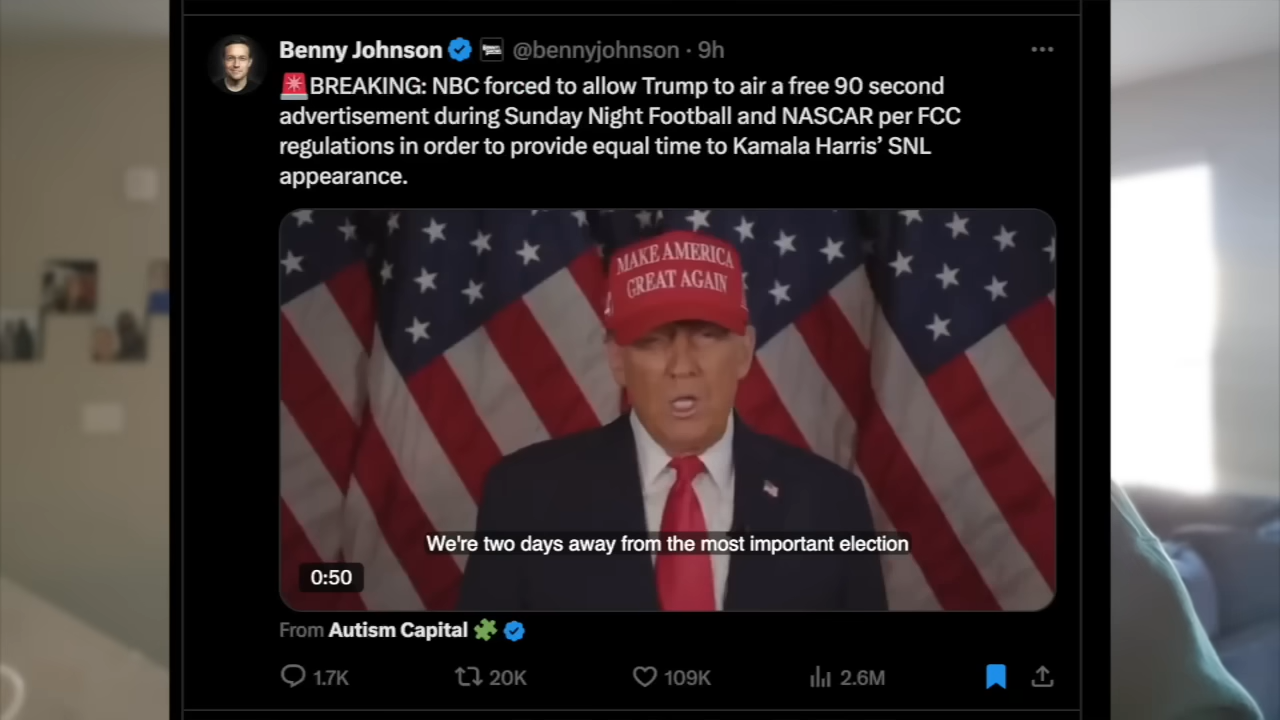 Benny Johnson @bennyjohnson · 9h
🚨BREAKING: NBC forced to allow Trump to air a free 90 second
advertisement during Sunday Night Football and NASCAR per FCC
regulations in order to provide equal time to Kamala Harris’ SNL
appearance.
MAKE AMERICA
GREAT AGAIN
We're two days away from the most important election
0:50
From Autism Capital 🧩
1.7K 20K 109K 2.6M